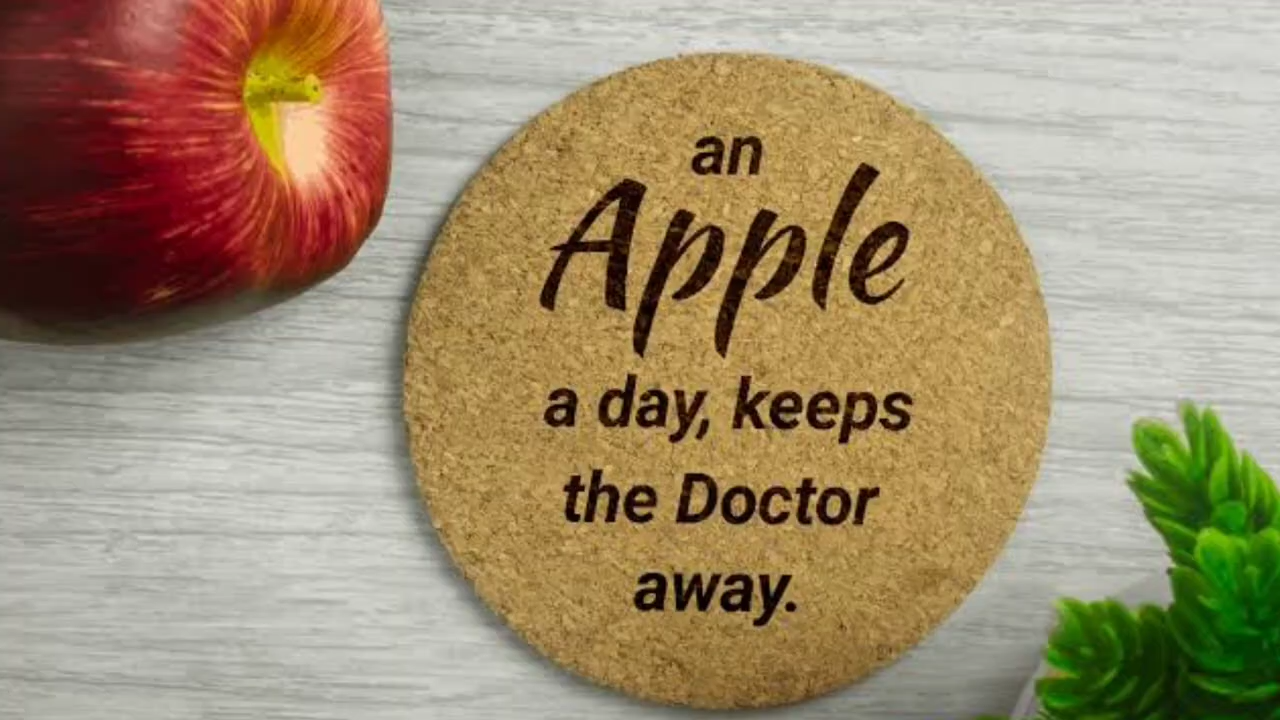 an
Apple
a day, keeps
the Doctor
away.